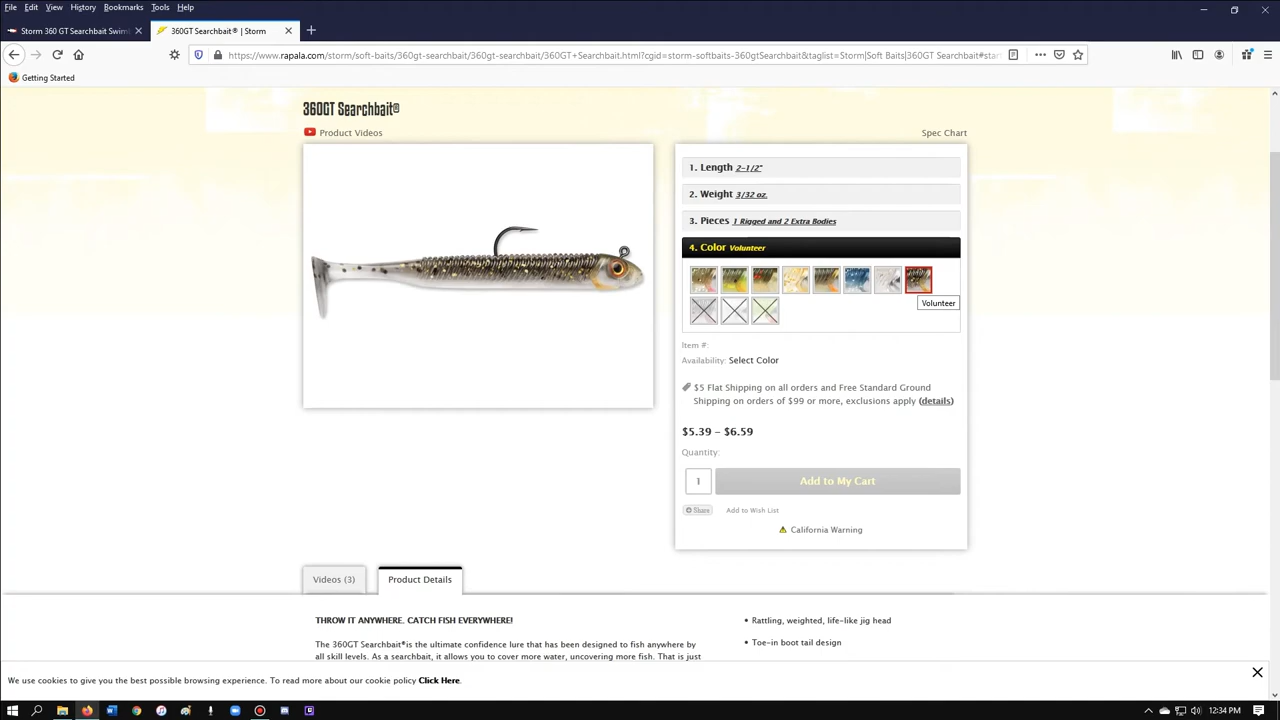 File Edit View History Bookmarks Tools Help
Storm 360 GT Searchbait Swimb
360GT Searchbait® | Storm
https://www.rapala.com/storm/soft-baits/360gt-searchbait/360gt-searchbait/360GT+Searchbait.html?cgid=storm-softbaits-360gtSearchbait&taglist=Storm|Soft Baits|360GT Searchbait#star
Getting Started
360GT Searchbait®
Product Videos
Spec Chart
1. Length 2-1/2"
2. Weight 3/32 oz.
3. Pieces 1 Rigged and 2 Extra Bodies
4. Color Volunteer
Volunteer
Item #:
Availability: Select Color
$5 Flat Shipping on all orders and Free Standard Ground
Shipping on orders of $99 or more, exclusions apply (details)
$5.39 – $6.59
Quantity:
1
Add to My Cart
Share
Add to Wish List
California Warning
Videos (3)
Product Details
THROW IT ANYWHERE. CATCH FISH EVERYWHERE!
The 360GT Searchbait® is the ultimate confidence lure that has been designed to fish anywhere by
all skill levels. As a searchbait, it allows you to cover more water, uncovering more fish. That is just
• Rattling, weighted, life-like jig head
• Toe-in boot tail design
We use cookies to give you the best possible browsing experience. To read more about our cookie policy Click Here.
12:34 PM